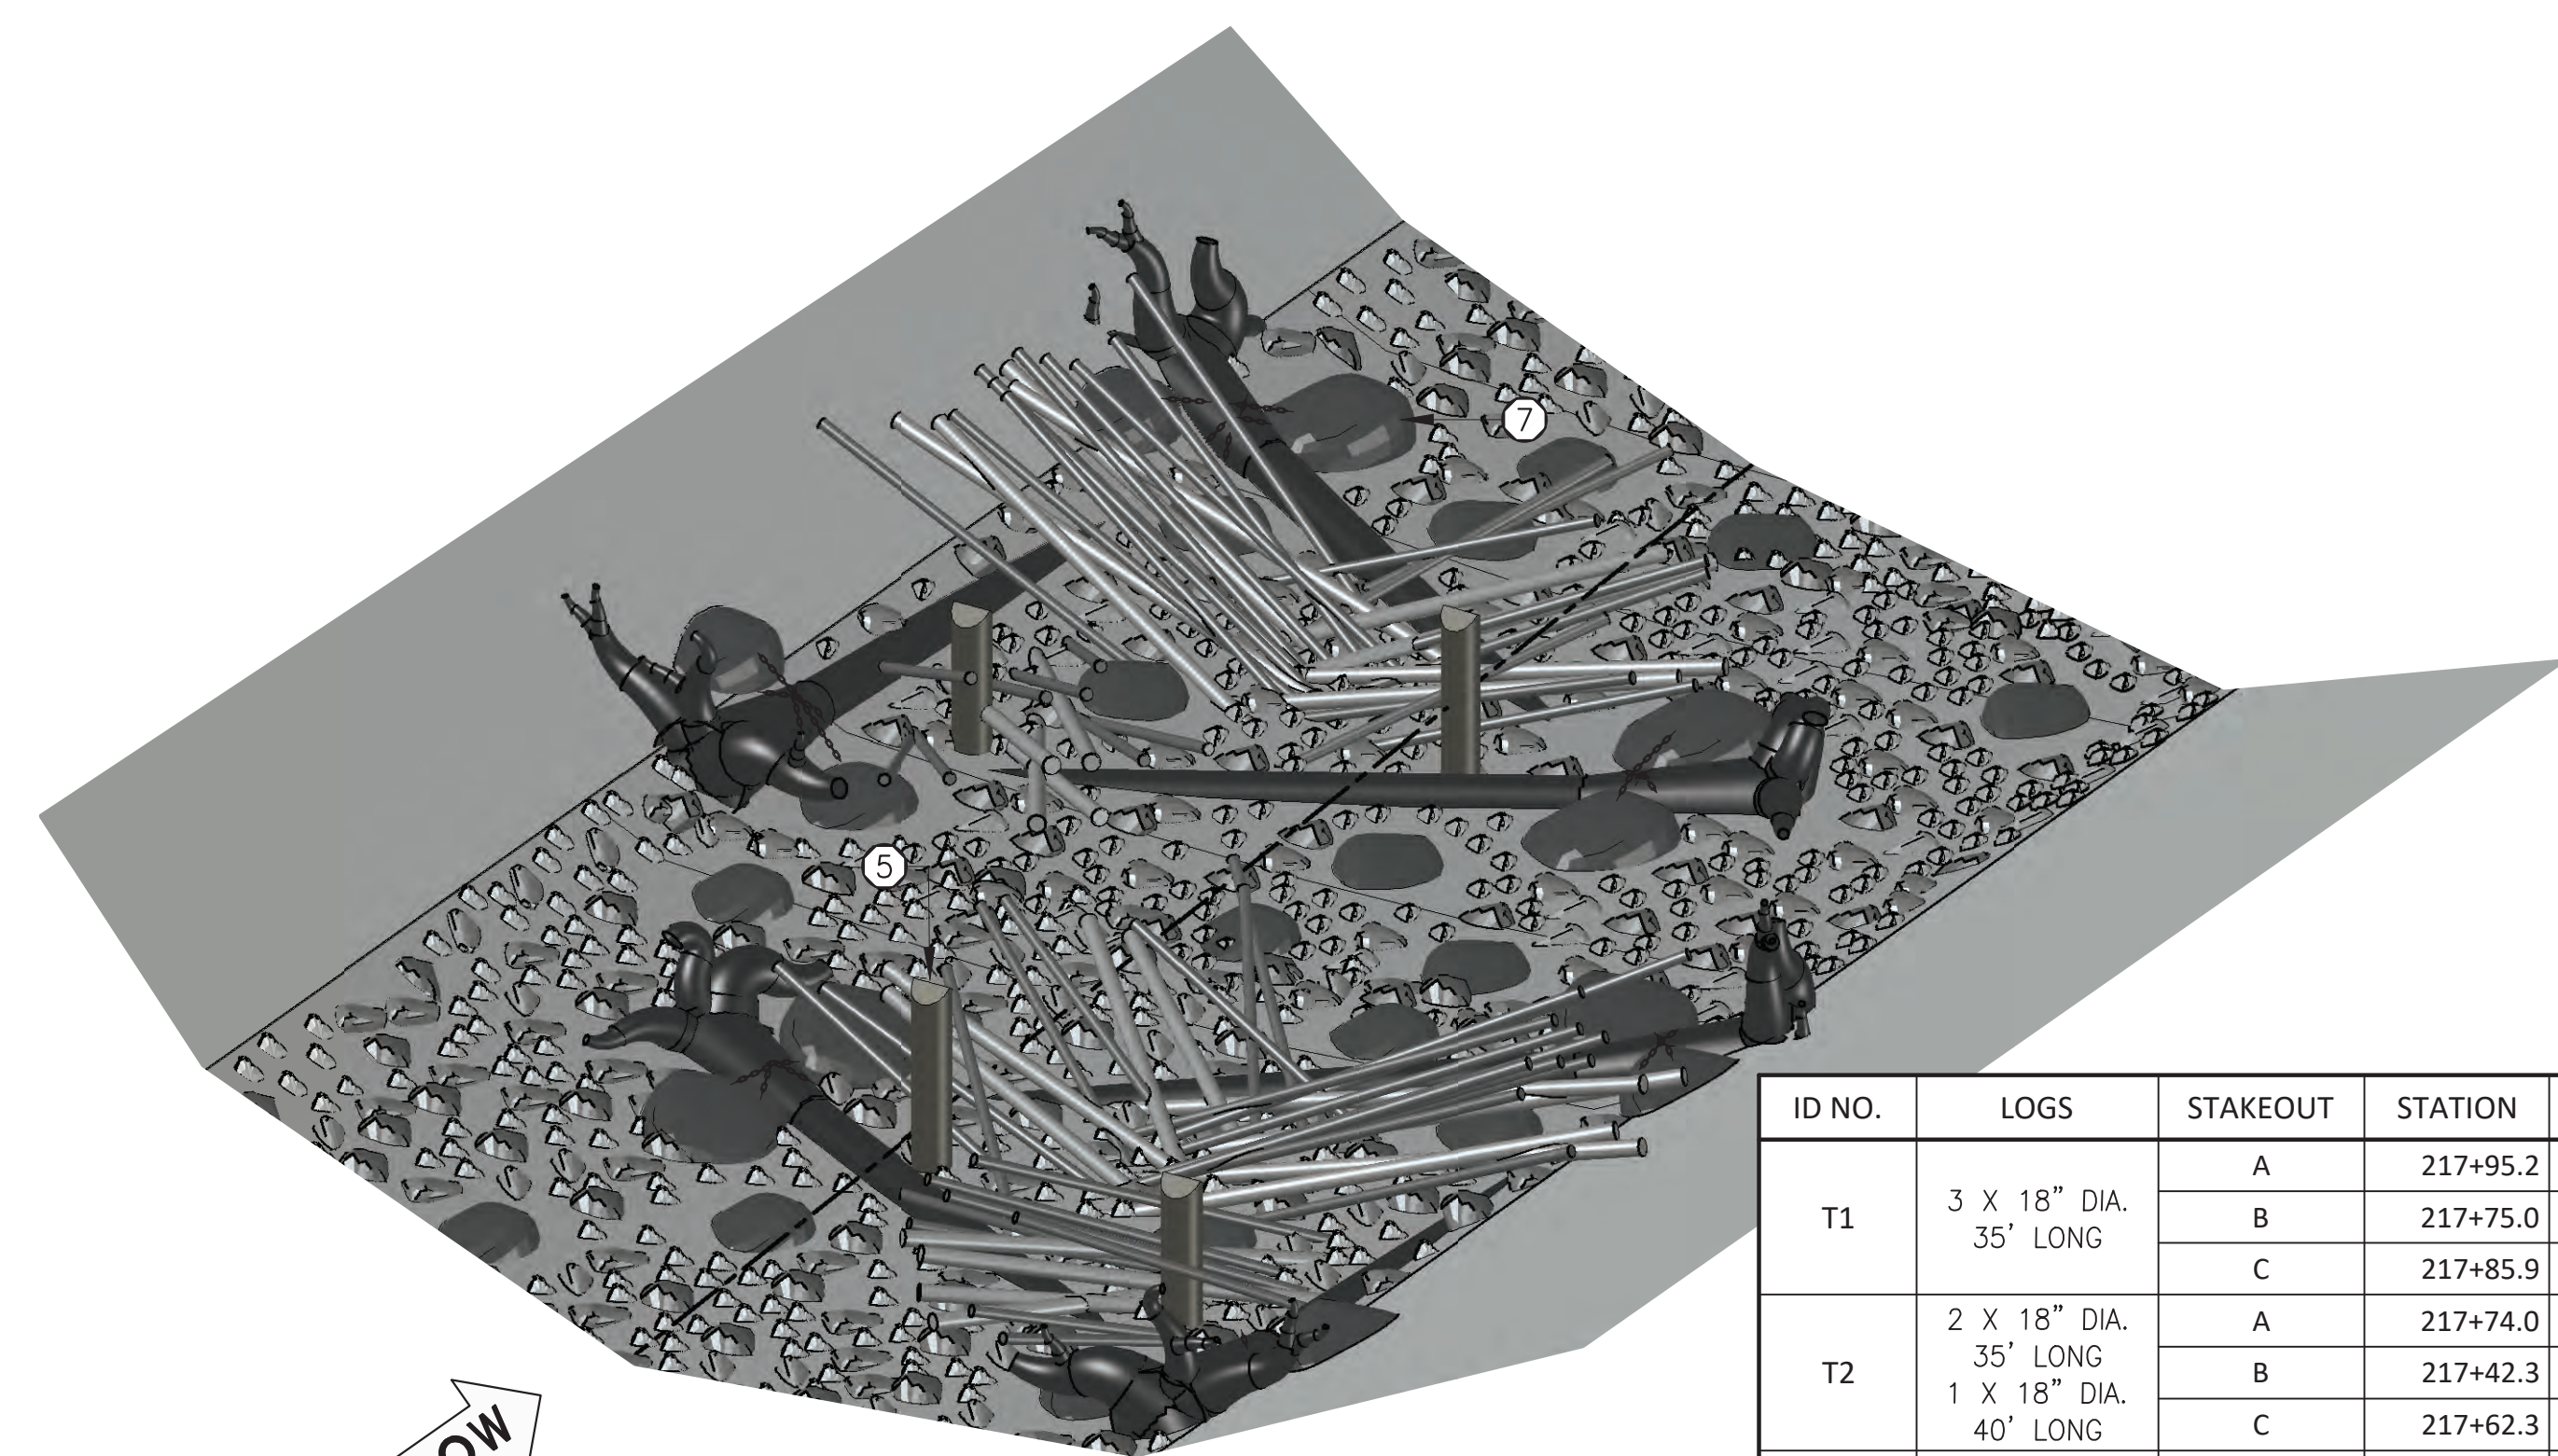 7
5
ID NO. LOGS STAKEOUT STATION
T1 3 X 18” DIA. 35’ LONG A 217+95.2
B 217+75.0
C 217+85.9
T2 2 X 18” DIA. 35’ LONG 1 X 18” DIA. 40’ LONG A 217+74.0
B 217+42.3
C 217+62.3